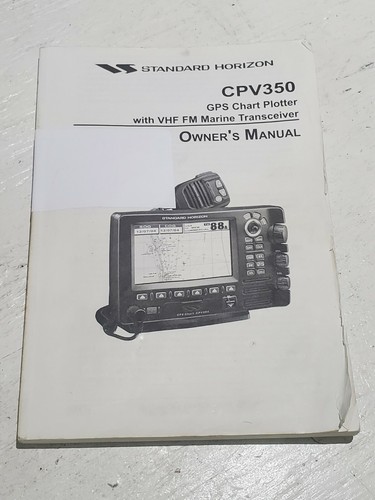 STANDARD HORIZON
CPV350
GPS Chart Plotter
with VHF FM Marine Transceiver
OWNER'S MANUAL
STANDARD HORIZON
88